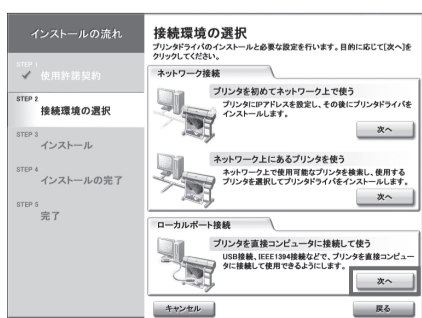 インストールの流れ
STEP 1
使用許諾契約
STEP 2
接続環境の選択
STEP 3
インストール
STEP 4
インストールの完了
STEP 5
完了
接続環境の選択
プリンタドライバのインストールと必要な設定を行います。目的に応じて[次へ]を
クリックしてください。
ネットワーク接続
プリンタを初めてネットワーク上で使う
プリンタにIPアドレスを設定し、その後にプリンタドライバを
インストールします。
次へ
ネットワーク上にあるプリンタを使う
ネットワーク上で使用可能なプリンタを検索し、使用する
プリンタを選択してプリンタドライバをインストールします。
次へ
ローカルポート接続
プリンタを直接コンピュータに接続して使う
USB接続、IEEE1394接続などで、プリンタを直接コンピュー
タに接続して使用できるようにします。
次へ
キャンセル
戻る